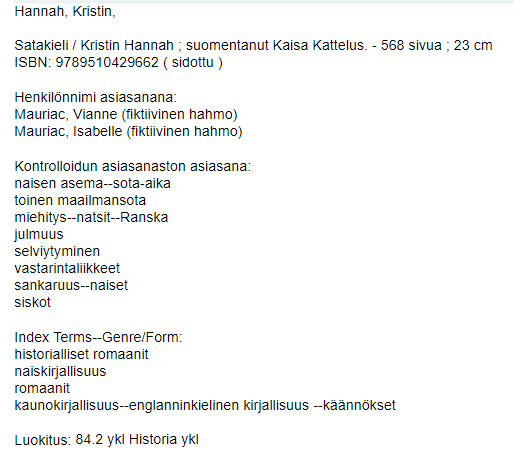 Hannah, Kristin,
Satakieli / Kristin Hannah ; suomentanut Kaisa Kattelus. - 568 sivua ; 23 cm
ISBN: 9789510429662 ( sidottu )
Henkilönnimi asiasanana:
Mauriac, Vianne (fiktiivinen hahmo)
Mauriac, Isabelle (fiktiivinen hahmo)
Kontrolloidun asiasanaston asiasana:
naisen asema--sota-aika
toinen maailmansota
miehitys--natsit--Ranska
julmuus
selviytyminen
vastarintaliikkeet
sankaruus--naiset
siskot
Index Terms--Genre/Form:
historialliset romaanit
naiskirjallisuus
romaanit
kaunokirjallisuus--englanninkielinen kirjallisuus --käännökset
Luokitus: 84.2 ykl Historia ykl